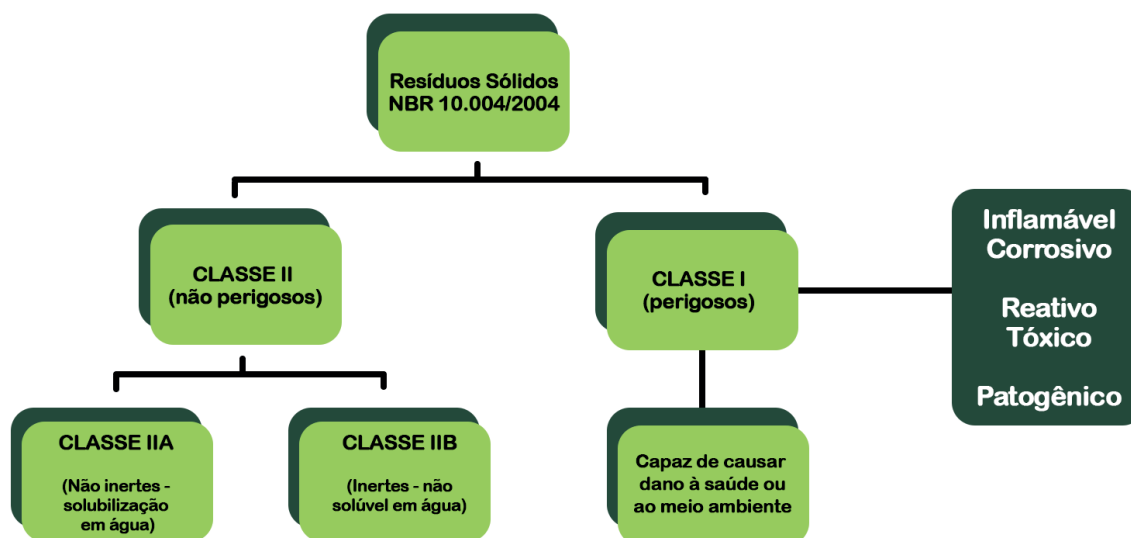 Resíduos Sólidos
NBR 10.004/2004
CLASSE II
(não perigosos)
CLASSE I
(perigosos)
Inflamável
Corrosivo
Reativo
Tóxico
Patogênico
CLASSE IIA
(Não inertes -
solubilização
em água)
CLASSE IIB
(Inertes - não
solúvel em água)
Capaz de causar
dano à saúde ou
ao meio ambiente